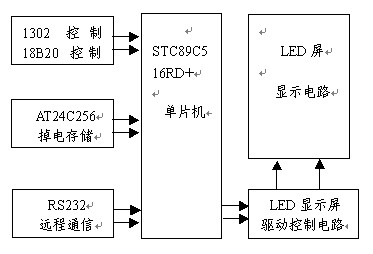 1302 控制
18B20 控制
AT24C256
掉电存储
RS232
远程通信
STC89C5
16RD+
单片机
LED 屏
显示电路
LED 显示屏
驱动控制电路